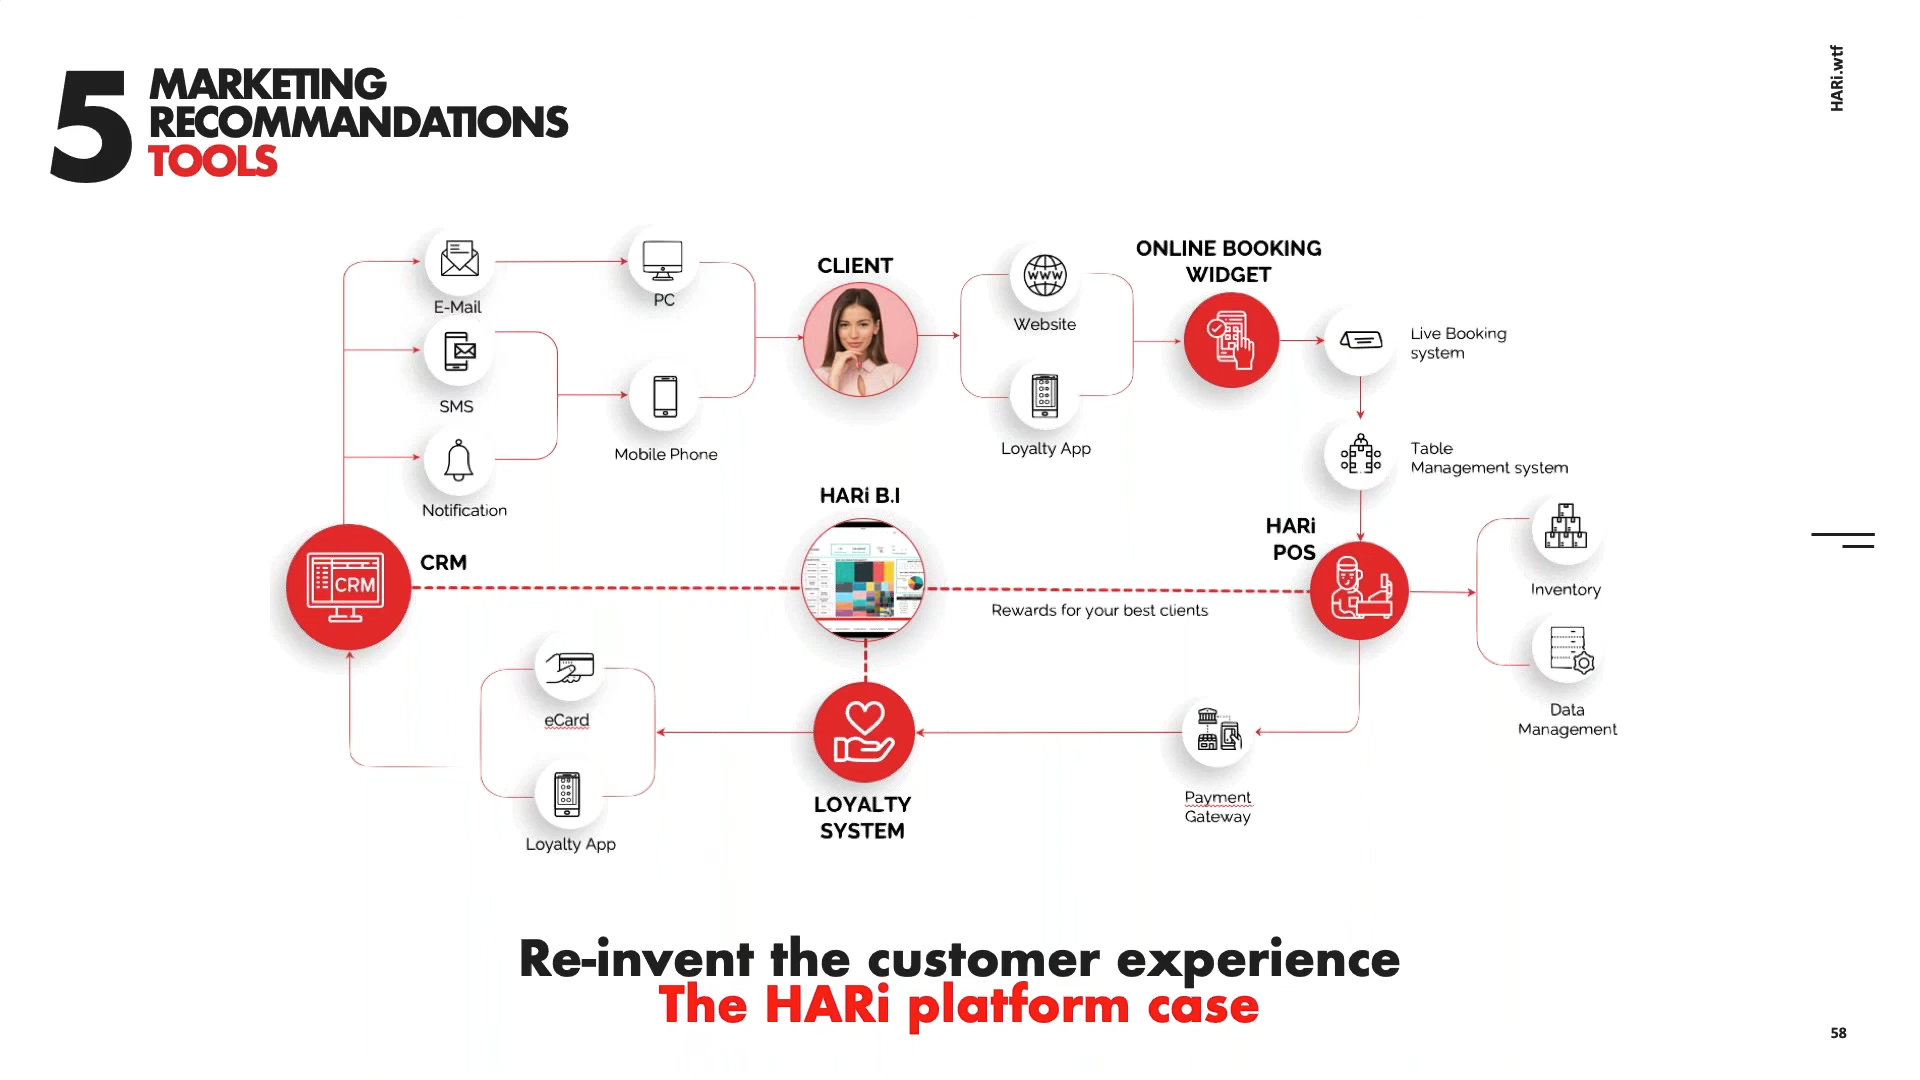 5
MARKETING
RECOMMANDATIONS
TOOLS
HARi.wtf
E-Mail
PC
SMS
Mobile Phone
Notification
CLIENT
WWW
Website
Loyalty App
ONLINE BOOKING
WIDGET
Live Booking
system
Table
Management system
HARi B.I
HARi
POS
CRM
CRM
Rewards for your best clients
Inventory
Data
Management
eCard
Loyalty App
LOYALTY
SYSTEM
Payment
Gateway
Re-invent the customer experience
The HARi platform case
58